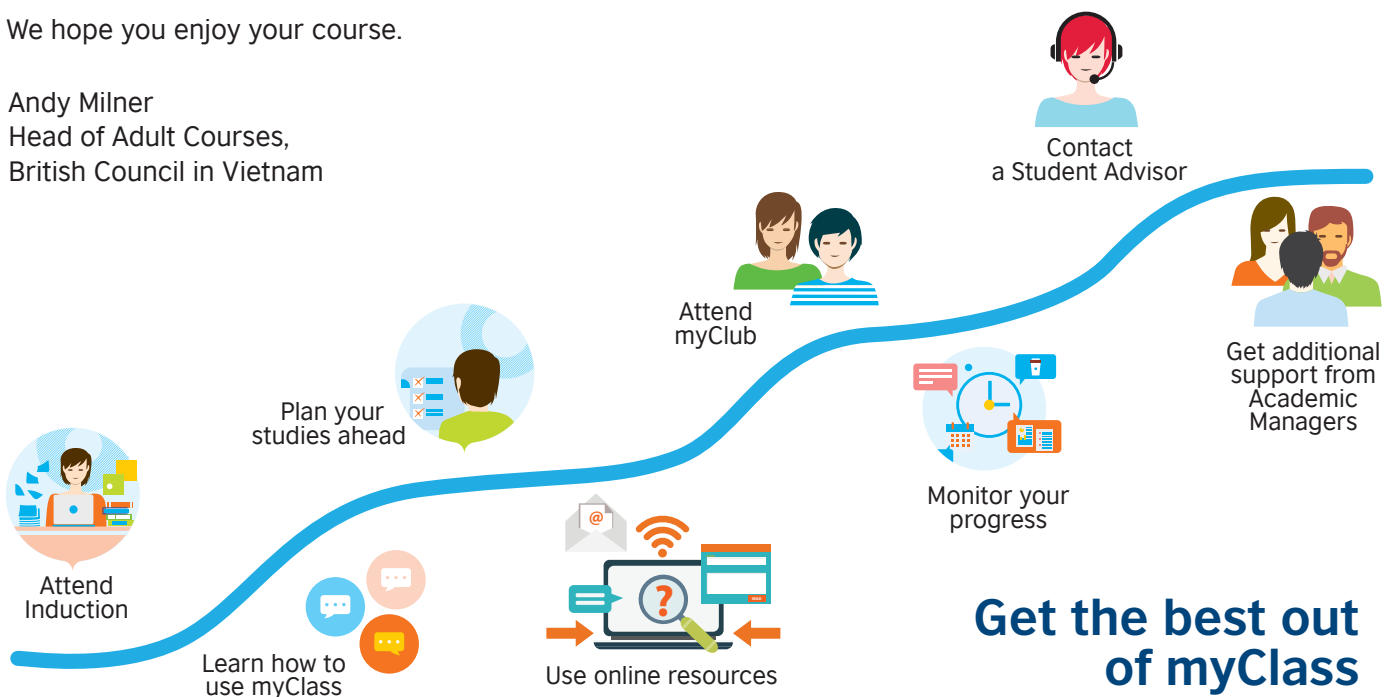 We hope you enjoy your course.
Andy Milner
Head of Adult Courses,
British Council in Vietnam
Contact
a Student Advisor
Attend
myClub
Get additional
support from
Academic
Managers
Plan your
studies ahead
Monitor your
progress
@
?
Attend
Induction
Learn how to
use myClass
Use online resources
Get the best out
of myClass